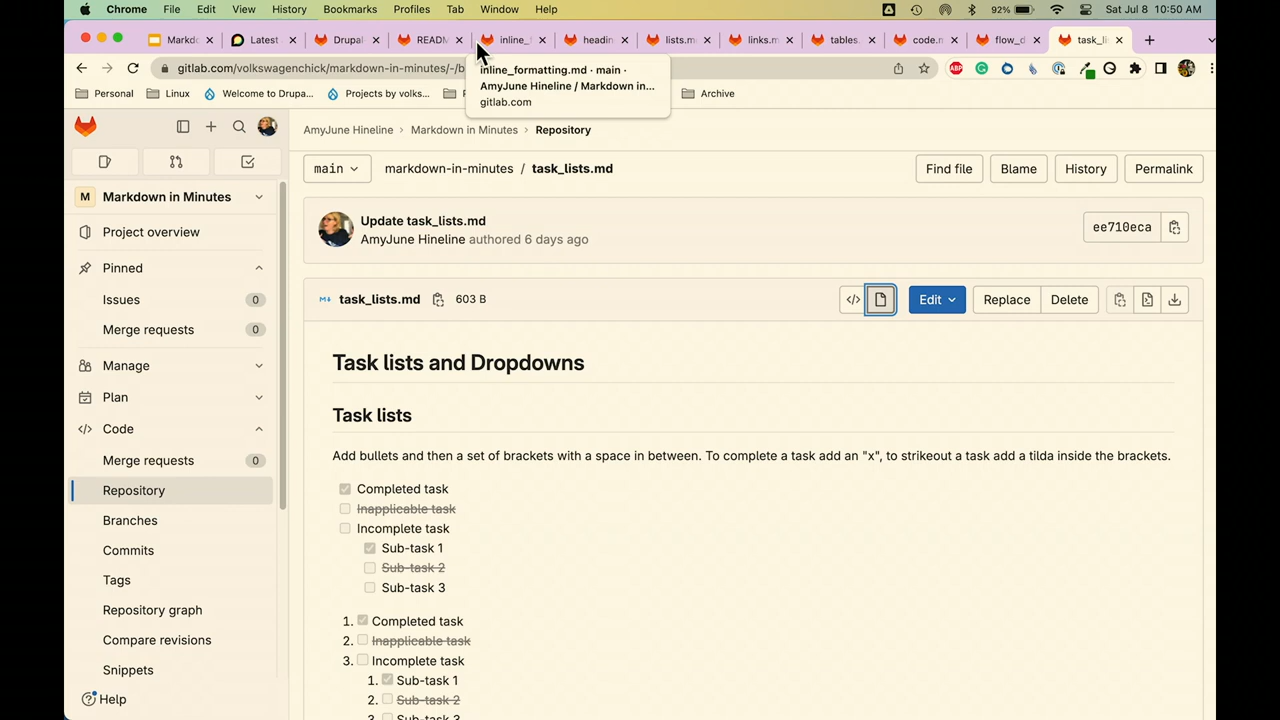 Chrome File Edit View History Bookmarks Profiles Tab Window Help 92% Sat Jul 8 10:50 AM
Markdo Latest Drupal READM inline_ headin lists.m links.m tables. code.m flow_d task_li
gitlab.com/volkswagenchick/markdown-in-minutes/-/b
inline_formatting.md · main ·
AmyJune Hineline / Markdown in...
gitlab.com
Personal Linux Welcome to Drupa... Projects by volks... Archive
AmyJune Hineline > Markdown in Minutes > Repository
main markdown-in-minutes / task_lists.md Find file Blame History Permalink
M Markdown in Minutes
Project overview
Pinned
Issues 0
Merge requests 0
Manage
Plan
Code
Merge requests 0
Repository
Branches
Commits
Tags
Repository graph
Compare revisions
Snippets
Help
Update task_lists.md
AmyJune Hineline authored 6 days ago
ee710eca
task_lists.md 603 B Edit Replace Delete
Task lists and Dropdowns
Task lists
Add bullets and then a set of brackets with a space in between. To complete a task add an "x", to strikeout a task add a tilda inside the brackets.
Completed task
Inapplicable task
Incomplete task
Sub-task 1
Sub-task 2
Sub-task 3
1. Completed task
2. Inapplicable task
3. Incomplete task
1. Sub-task 1
2. Sub-task 2
3. Sub-task 3